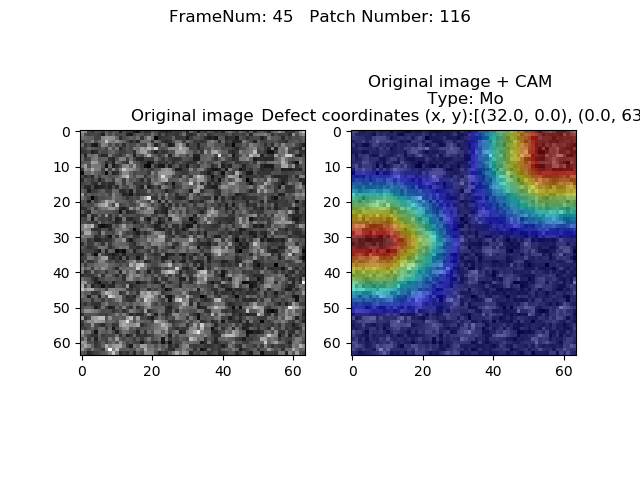 FrameNum: 45   Patch Number: 116
Original image + CAM
Type: Mo
Original image
Defect coordinates (x, y):[(32.0, 0.0), (0.0, 63
0
10
20
30
40
50
60
0 20 40 60
0
10
20
30
40
50
60
0 20 40 60